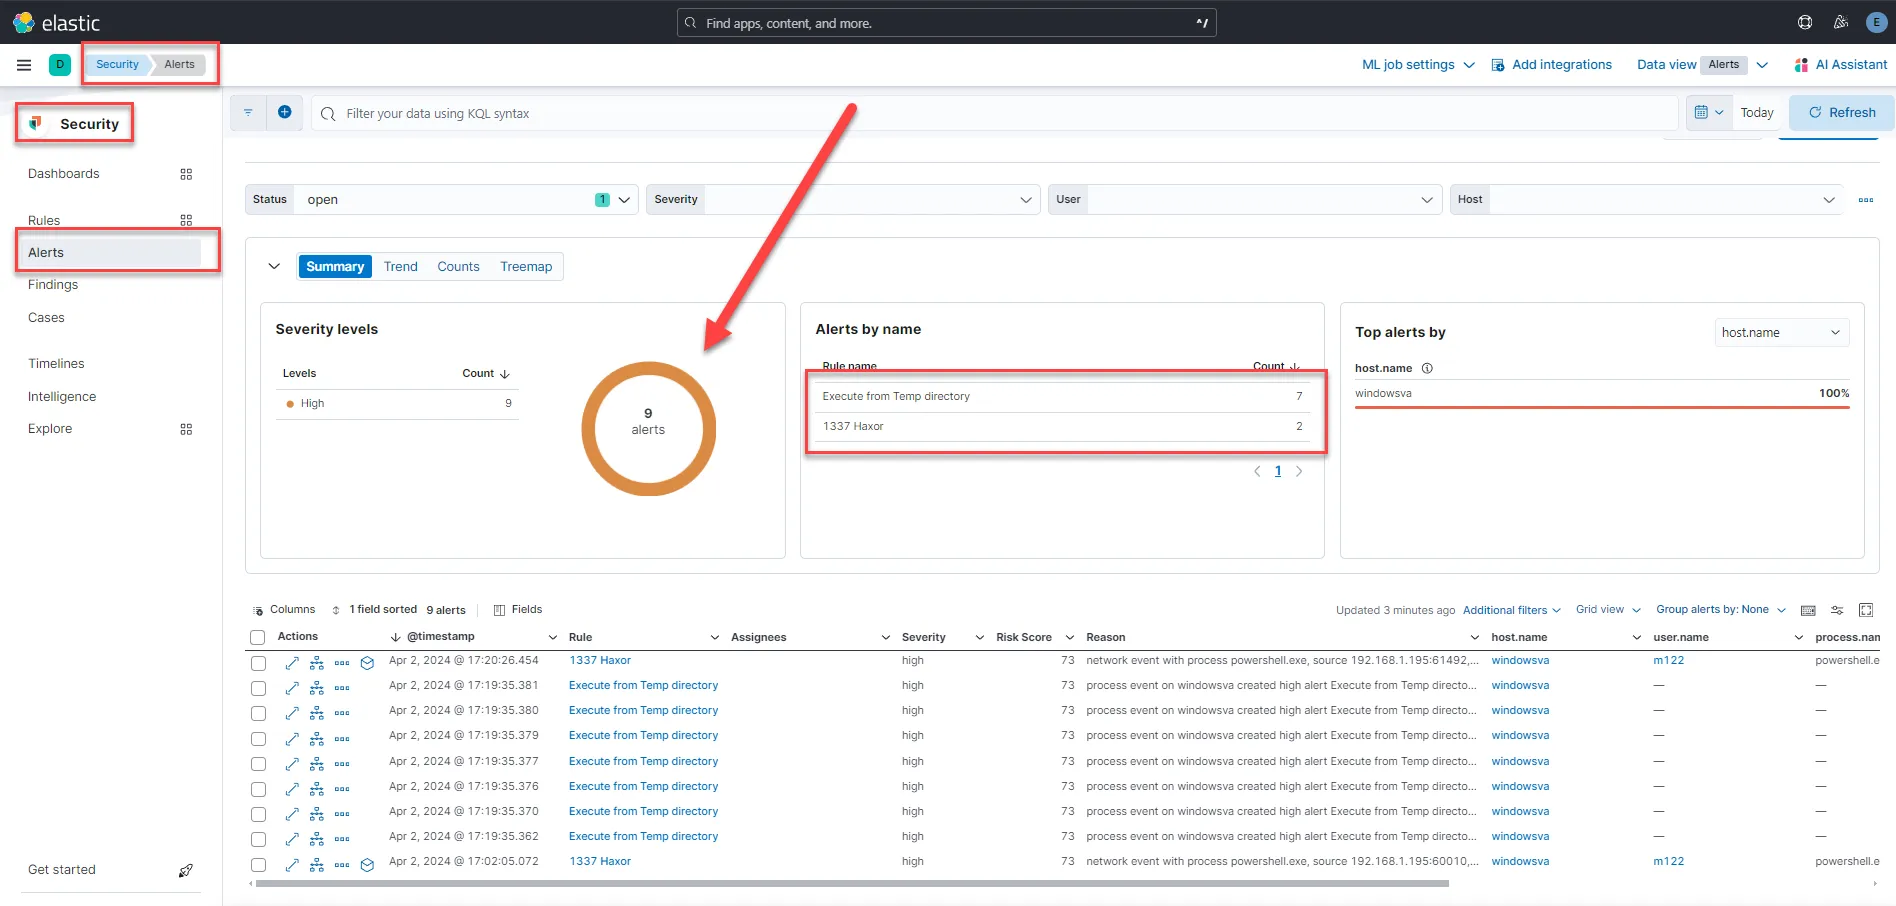 elastic
Find apps, content, and more. ^/
E
D Security Alerts
ML job settings Add integrations Data view Alerts AI Assistant
Security
Filter your data using KQL syntax
Today Refresh
Dashboards
Rules
Alerts
Findings
Cases
Timelines
Intelligence
Explore
Get started
Status open 1 Severity User Host
Summary Trend Counts Treemap
Severity levels
Levels Count
High 9
9
alerts
Alerts by name
Rule name Count
Execute from Temp directory 7
1337 Haxor 2
1
Top alerts by host.name
host.name
windowsva 100%
Columns 1 field sorted 9 alerts Fields
Updated 3 minutes ago Additional filters Grid view Group alerts by: None
Actions @timestamp Rule Assignees Severity Risk Score Reason host.name user.name process.nam
Apr 2, 2024 @ 17:20:26.454 1337 Haxor high 73 network event with process powershell.exe, source 192.168.1.195:61492,... windowsva m122 powershell.e
Apr 2, 2024 @ 17:19:35.381 Execute from Temp directory high 73 process event on windowsva created high alert Execute from Temp directo... windowsva — —
Apr 2, 2024 @ 17:19:35.380 Execute from Temp directory high 73 process event on windowsva created high alert Execute from Temp directo... windowsva — —
Apr 2, 2024 @ 17:19:35.379 Execute from Temp directory high 73 process event on windowsva created high alert Execute from Temp directo... windowsva — —
Apr 2, 2024 @ 17:19:35.377 Execute from Temp directory high 73 process event on windowsva created high alert Execute from Temp directo... windowsva — —
Apr 2, 2024 @ 17:19:35.376 Execute from Temp directory high 73 process event on windowsva created high alert Execute from Temp directo... windowsva — —
Apr 2, 2024 @ 17:19:35.370 Execute from Temp directory high 73 process event on windowsva created high alert Execute from Temp directo... windowsva — —
Apr 2, 2024 @ 17:19:35.362 Execute from Temp directory high 73 process event on windowsva created high alert Execute from Temp directo... windowsva — —
Apr 2, 2024 @ 17:02:05.072 1337 Haxor high 73 network event with process powershell.exe, source 192.168.1.195:60010,... windowsva m122 powershell.e